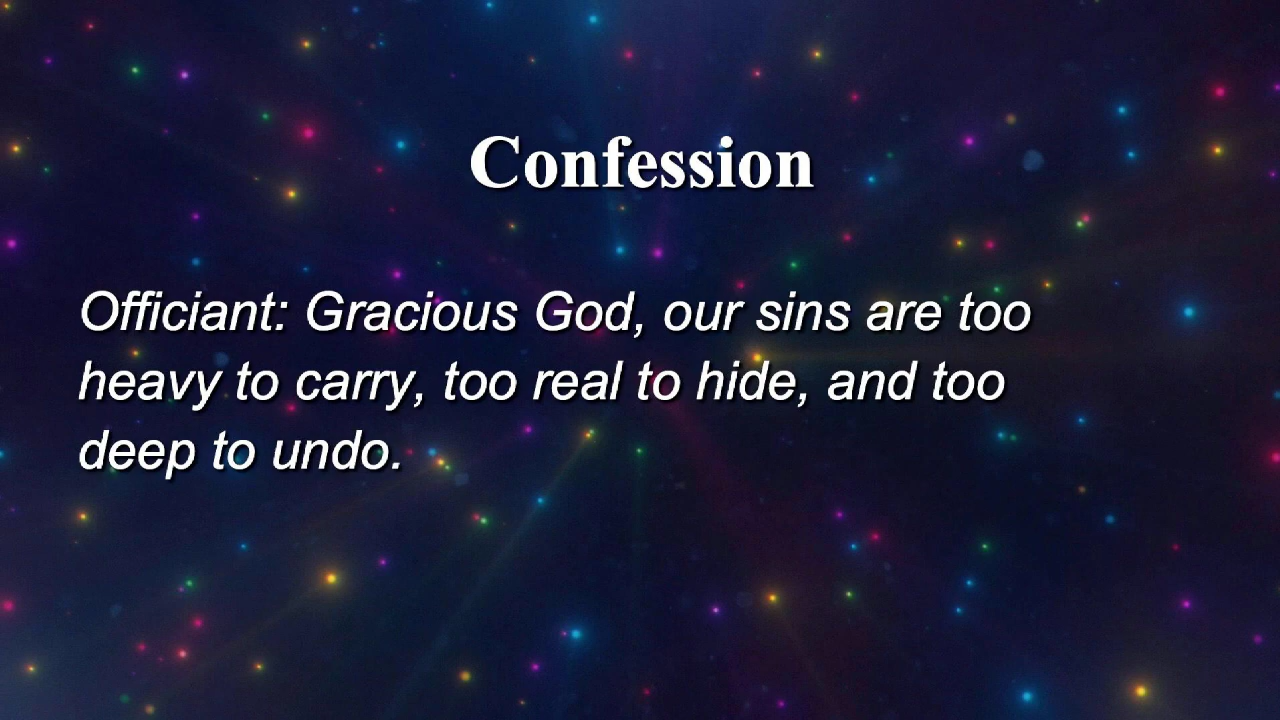 Confession
Officiant: Gracious God, our sins are too
heavy to carry, too real to hide, and too
deep to undo.